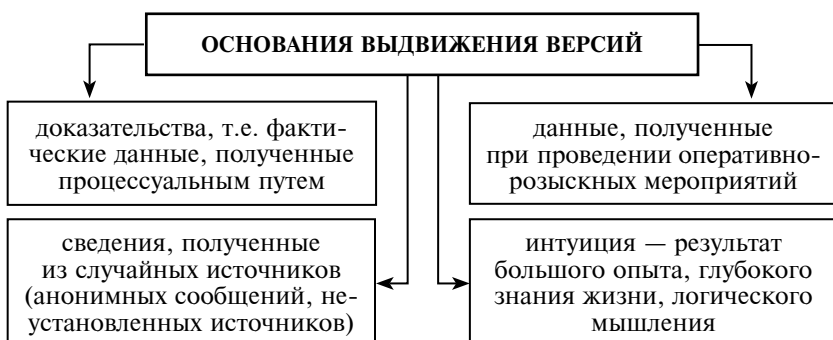 ОСНОВАНИЯ ВЫДВИЖЕНИЯ ВЕРСИЙ
доказательства, т.е. факти-
ческие данные, полученные
процессуальным путем
данные, полученные
при проведении оперативно-
розыскных мероприятий
сведения, полученные
из случайных источников
(анонимных сообщений, не-
установленных источников)
интуиция — результат
большого опыта, глубокого
знания жизни, логического
мышления